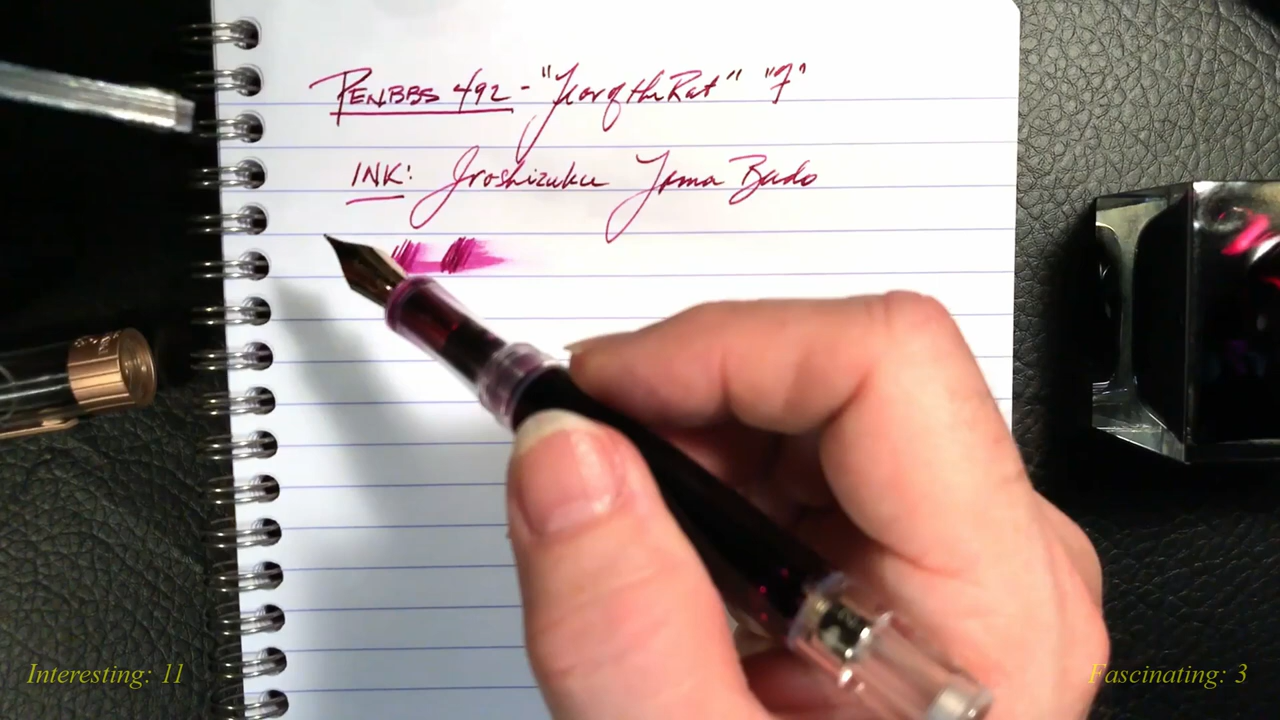 PENBBS 492 - "Year of the Rat" "F"
INK: Iroshizuku Yama Budo
Interesting: 11
Fascinating: 3